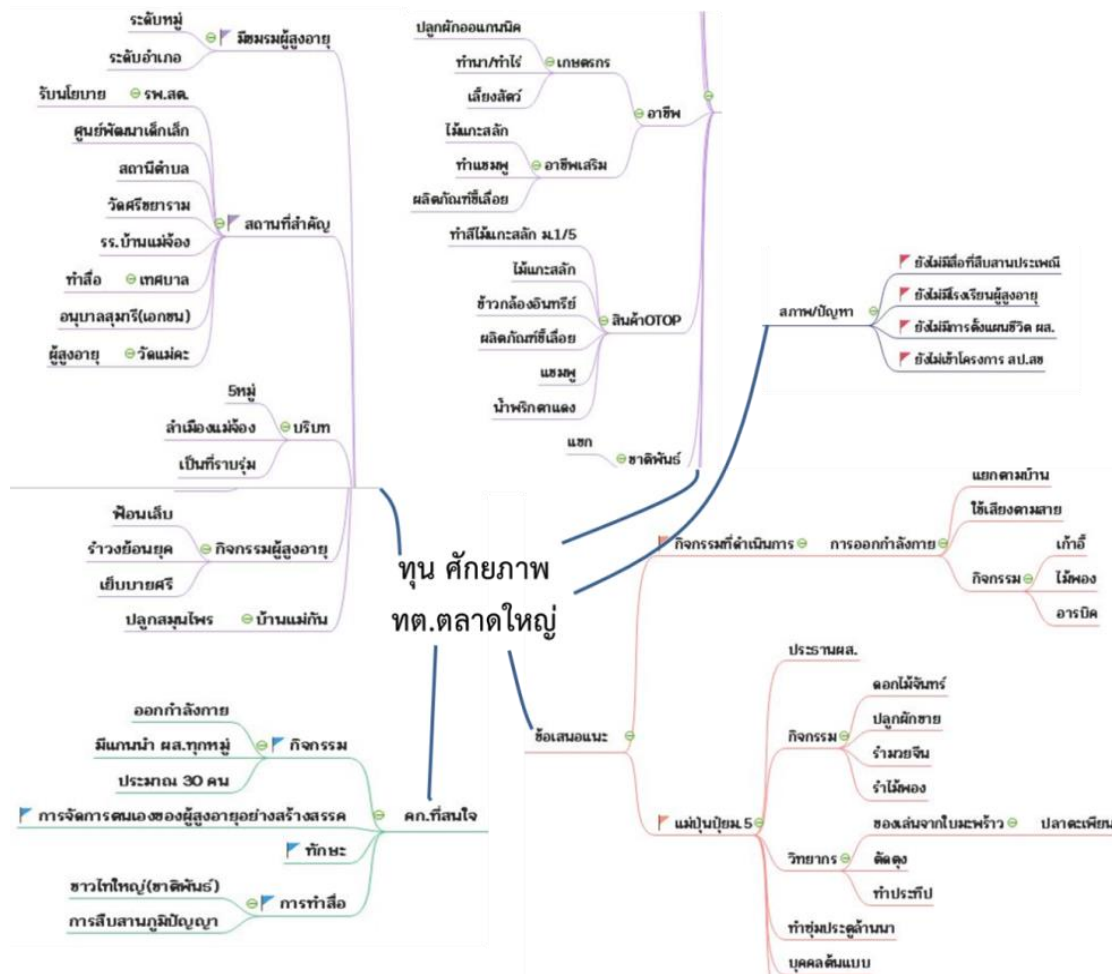 ระดับหมู่
ระดับอำเภอ
มีชมรมผู้สูงอายุ
รับนโยบาย
รพ.สต.
ศูนย์พัฒนาเด็กเล็ก
สถานีตำบล
วัดศรีชยาราม
รร.บ้านแม่จ้อง
ทำสื่อ
เทศบาล
อนุบาลสุมารี(เอกชน)
ผู้สูงอายุ
วัดแม่คะ
สถานที่สำคัญ
5หมู่
ลำเมืองแม่จ้อง
เป็นที่ราบรุ่ม
บริบท
ฟ้อนเล็บ
รำวงย้อนยุค
เย็บบายศรี
กิจกรรมผู้สูงอายุ
ปลูกสมุนไพร
บ้านแม่กัน
ปลูกผักออแกนนิค
ทำนา/ทำไร่
เลี้ยงสัตว์
เกษตรกร
ไม้แกะสลัก
ทำแชมพู
ผลิตภัณฑ์ขี้เลื่อย
อาชีพเสริม
อาชีพ
ทำสีไม้แกะสลัก ม.1/5
ไม้แกะสลัก
ข้าวกล้องอินทรีย์
ผลิตภัณฑ์ขี้เลื่อย
แชมพู
น้ำพริกตาแดง
สินค้าOTOP
แขก
ชาติพันธ์
สภาพ/ปัญหา
ยังไม่มีสื่อที่สืบสานประเพณี
ยังไม่มีโรงเรียนผู้สูงอายุ
ยังไม่มีการตั้งแผนชีวิต ผส.
ยังไม่เข้าโครงการ สป.สช
ทุน ศักยภาพ
ทต.ตลาดใหญ่
กิจกรรมที่ดำเนินการ
การออกกำลังกาย
แยกตามบ้าน
ใช้เสียงตามสาย
กิจกรรม
เก้าอี้
ไม้พอง
อารบิค
ข้อเสนอแนะ
แม่ปุ๋นปุ้ยม.5
ประธานผส.
กิจกรรม
ดอกไม้จันทร์
ปลูกผักขาย
รำมวยจีน
รำไม้พอง
วิทยากร
ของเล่นจากใบมะพร้าว
ปลาตะเพียน
ตัดตุง
ทำประทีป
ทำซุ่มประตูล้านนา
บุคคลต้นแบบ
ออกกำลังกาย
มีแกนนำ ผส.ทุกหมู่
ประมาณ 30 คน
กิจกรรม
การจัดการตนเองของผู้สูงอายุอย่างสร้างสรรค
ทักษะ
ชาวไทใหญ่(ชาติพันธ์)
การสืบสานภูมิปัญญา
การทำสื่อ
คก.ที่สนใจ